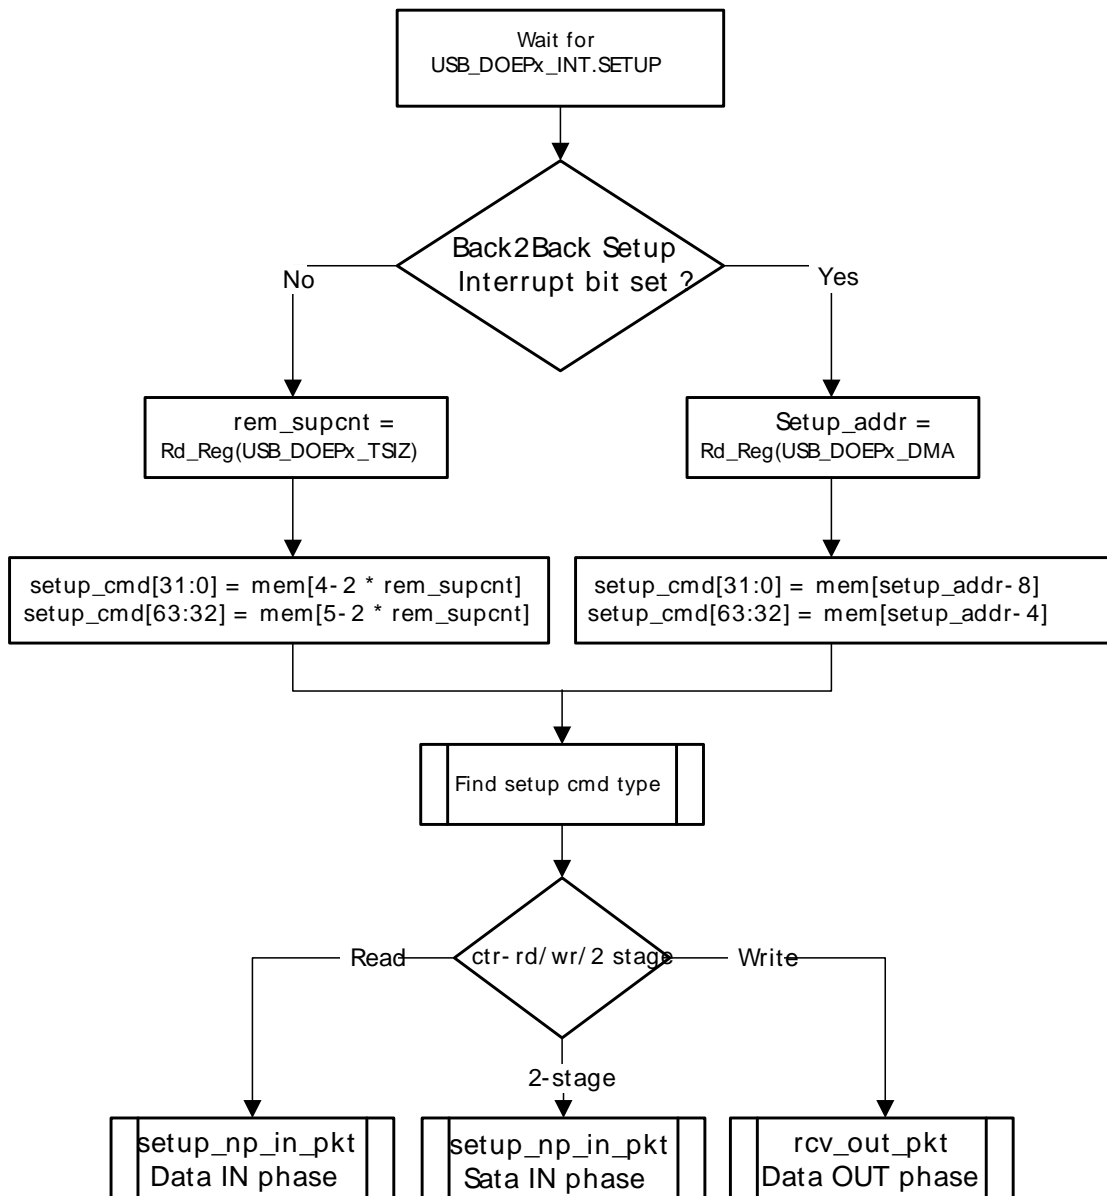 Wait for
USB_DOEPx_INT.SETUP
Back2Back Setup
Interrupt bit set ?
No
Yes
rem_supcnt =
Rd_Reg(USB_DOEPx_TSIZ)
Setup_addr =
Rd_Reg(USB_DOEPx_DMA
setup_cmd[31:0] = mem[4-2 * rem_supcnt]
setup_cmd[63:32] = mem[5-2 * rem_supcnt]
setup_cmd[31:0] = mem[setup_addr-8]
setup_cmd[63:32] = mem[setup_addr-4]
Find setup cmd type
Read
ctr-rd/wr/2 stage
Write
2-stage
setup_np_in_pkt
Data IN phase
setup_np_in_pkt
Sata IN phase
rcv_out_pkt
Data OUT phase